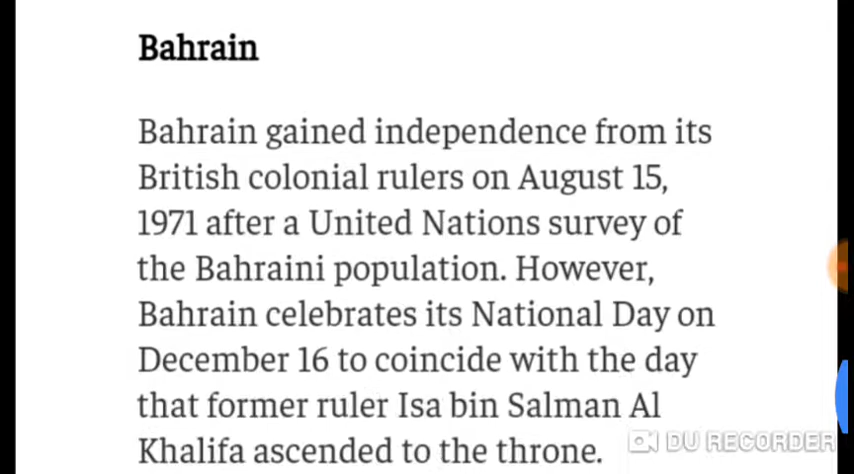 Bahrain
Bahrain gained independence from its
British colonial rulers on August 15,
1971 after a United Nations survey of
the Bahraini population. However,
Bahrain celebrates its National Day on
December 16 to coincide with the day
that former ruler Isa bin Salman Al
Khalifa ascended to the throne.
DU RECORDER